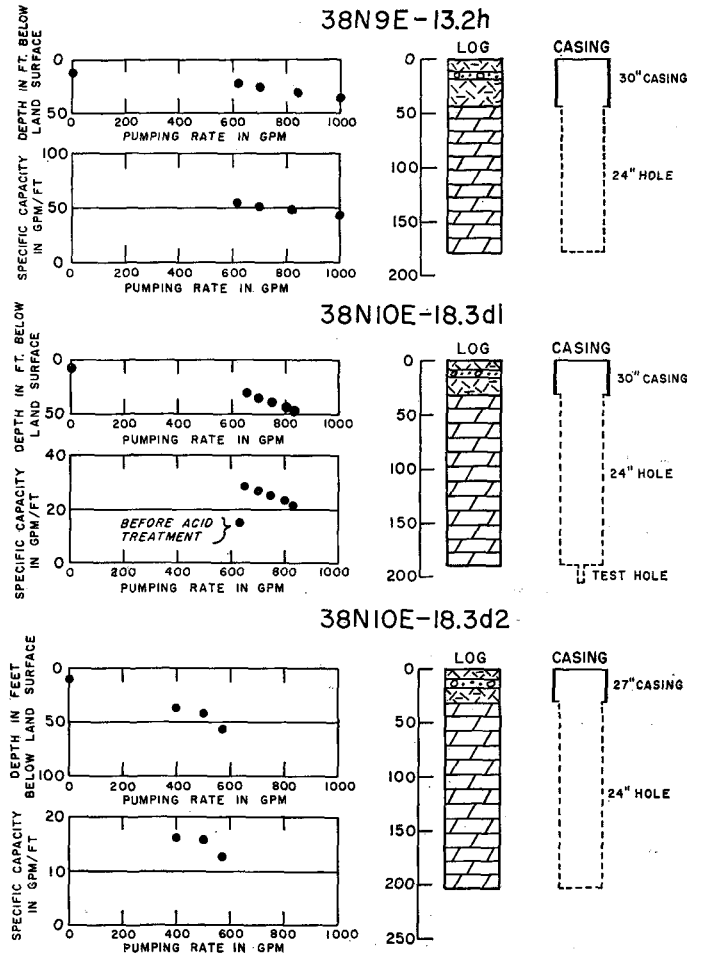 38N9E-13.2h
DEPTH IN FT. BELOW
LAND SURFACE
0
50
0 200 400 600 800 1000
PUMPING RATE IN GPM
SPECIFIC CAPACITY
IN GPM/FT
100
50
0
0 200 400 600 800 1000
PUMPING RATE IN GPM
LOG
0
50
100
150
200
CASING
30" CASING
24" HOLE
38N10E-18.3d1
DEPTH IN FT. BELOW
LAND SURFACE
0
50
0 200 400 600 800 1000
PUMPING RATE IN GPM
SPECIFIC CAPACITY
IN GPM/FT
40
20
0
BEFORE ACID
TREATMENT
0 200 400 600 800 1000
PUMPING RATE IN GPM
LOG
0
50
100
150
200
CASING
30" CASING
24" HOLE
TEST HOLE
38N10E-18.3d2
DEPTH IN FEET
BELOW LAND SURFACE
0
50
100
0 200 400 600 800 1000
PUMPING RATE IN GPM
SPECIFIC CAPACITY
IN GPM/FT
20
10
0
0 200 400 600 800 1000
PUMPING RATE IN GPM
LOG
0
50
100
150
200
250
CASING
27" CASING
24" HOLE